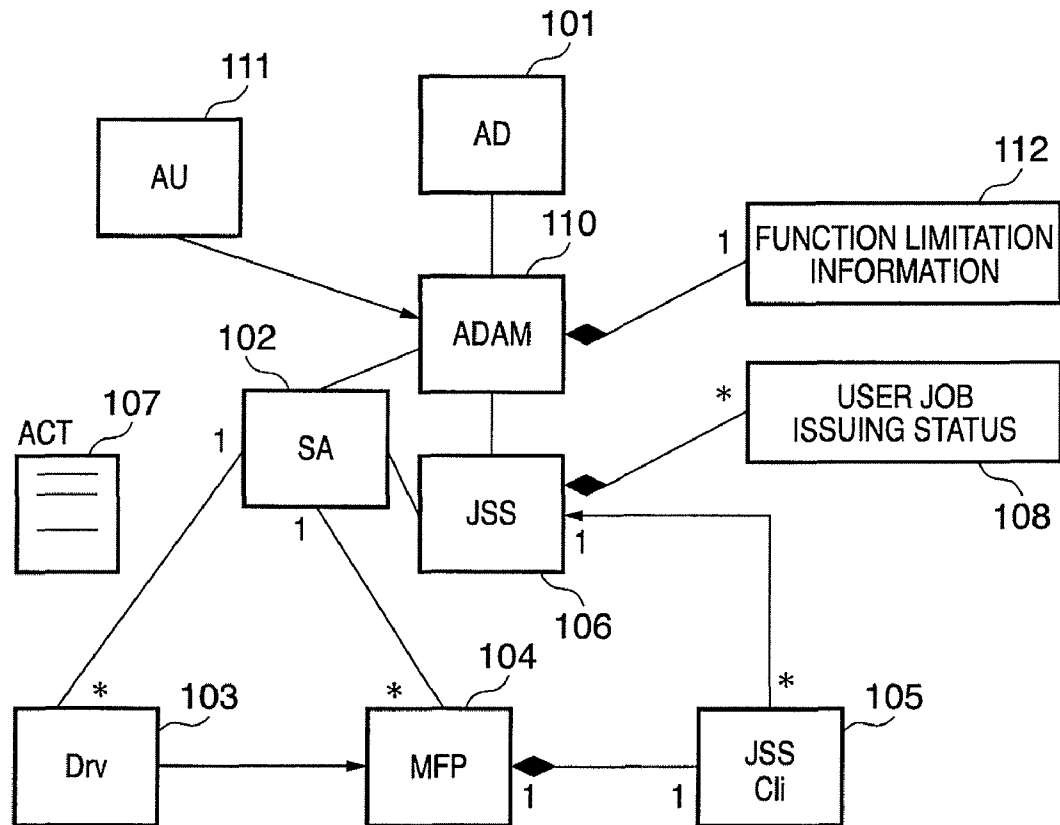 101
111
AD
AU
112
110
1
FUNCTION LIMITATION
INFORMATION
ADAM
102
*
USER JOB
ISSUING STATUS
107
ACT
1
SA
JSS
1
1
108
106
104
*
103
*
*
105
Drv
MFP
JSS
Cli
1
1